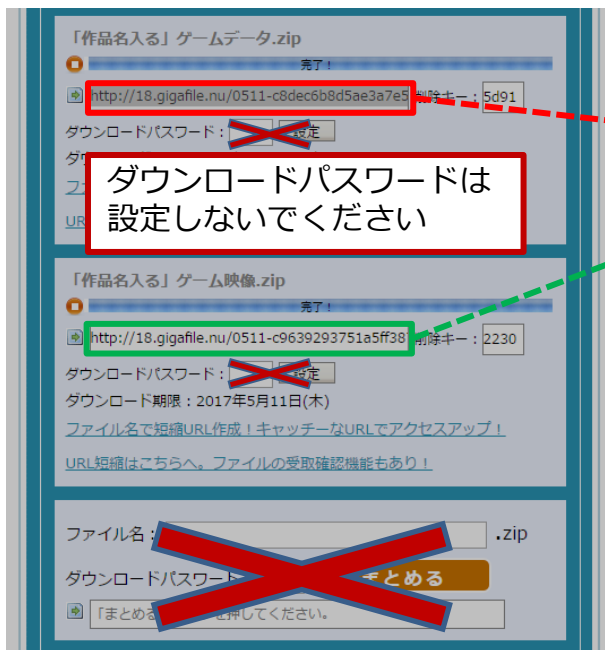 「作品名入る」ゲームデータ.zip
完了!
http://18.gigafile.nu/0511-c8dec6b8d5ae3a7e5 削除キー: 5d91
ダウンロードパスワード: 設定
ダウンロードパスワードは
設定しないでください
「作品名入る」ゲーム映像.zip
完了!
http://18.gigafile.nu/0511-c9639293751a5ff38 削除キー: 2230
ダウンロードパスワード: 設定
ダウンロード期限:2017年5月11日(木)
ファイル名で短縮URL作成!キャッチーなURLでアクセスアップ!
URL短縮はこちらへ。ファイルの受取確認機能もあり!
ファイル名: .zip
ダウンロードパスワード まとめる
「まとめる を押してください。